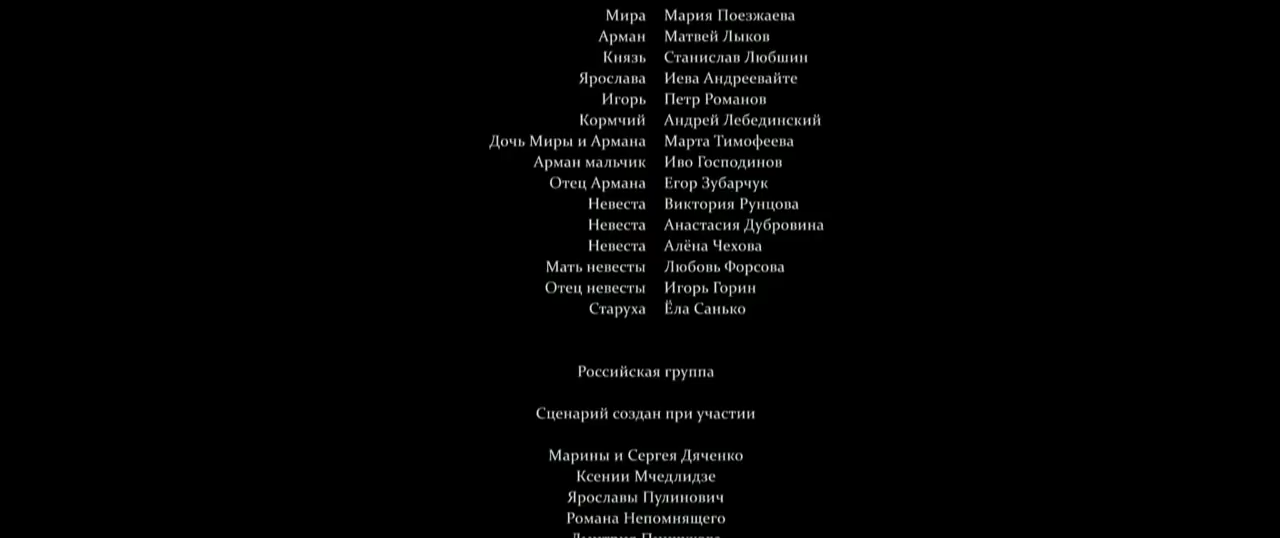 Мира Мария Поезжаева
Арман Матвей Лыков
Князь Станислав Любшин
Ярослава Иева Андреевайте
Игорь Петр Романов
Кормчий Андрей Лебединский
Дочь Миры и Армана Марта Тимофеева
Арман мальчик Иво Господинов
Отец Армана Егор Зубарчук
Невеста Виктория Рунцова
Невеста Анастасия Дубровина
Невеста Алёна Чехова
Мать невесты Любовь Форсова
Отец невесты Игорь Горин
Старуха Ёла Санько
Российская группа
Сценарий создан при участии
Марины и Сергея Дяченко
Ксении Мчедлидзе
Ярославы Пулинович
Романа Непомнящего